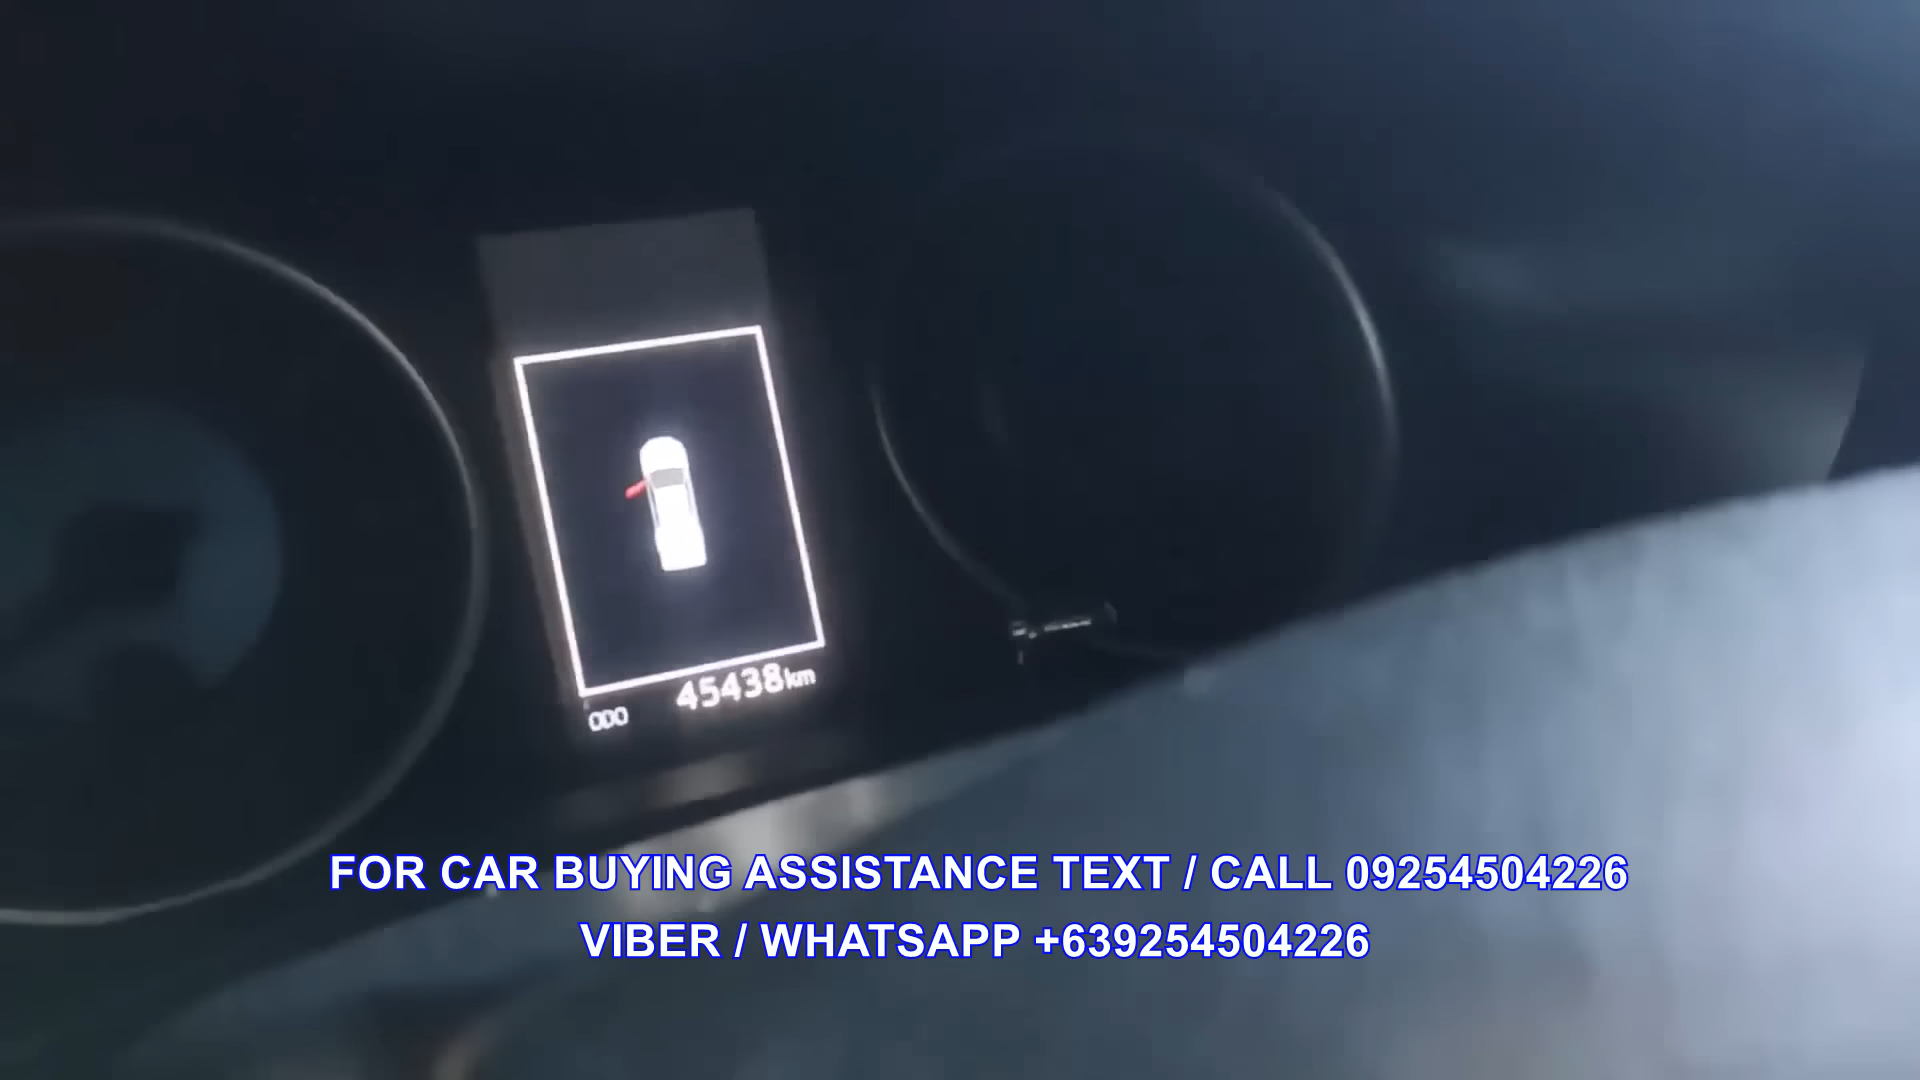 45438km
ODO
FOR CAR BUYING ASSISTANCE TEXT / CALL 09254504226
VIBER / WHATSAPP +639254504226